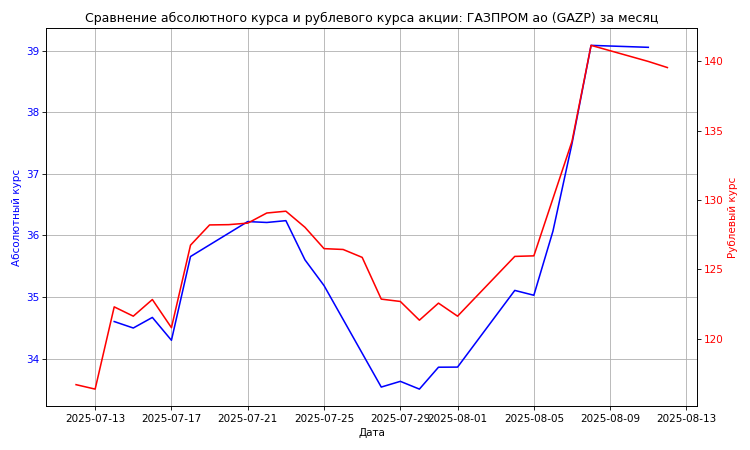 Сравнение абсолютного курса и рублевого курса акции: ГАЗПРОМ ао (GAZP) за месяц
39
38
37
36
35
34
Абсолютный курс
140
135
130
125
120
Рублевый курс
2025-07-13 2025-07-17 2025-07-21 2025-07-25 2025-07-29 2025-08-01 2025-08-05 2025-08-09 2025-08-13
Дата